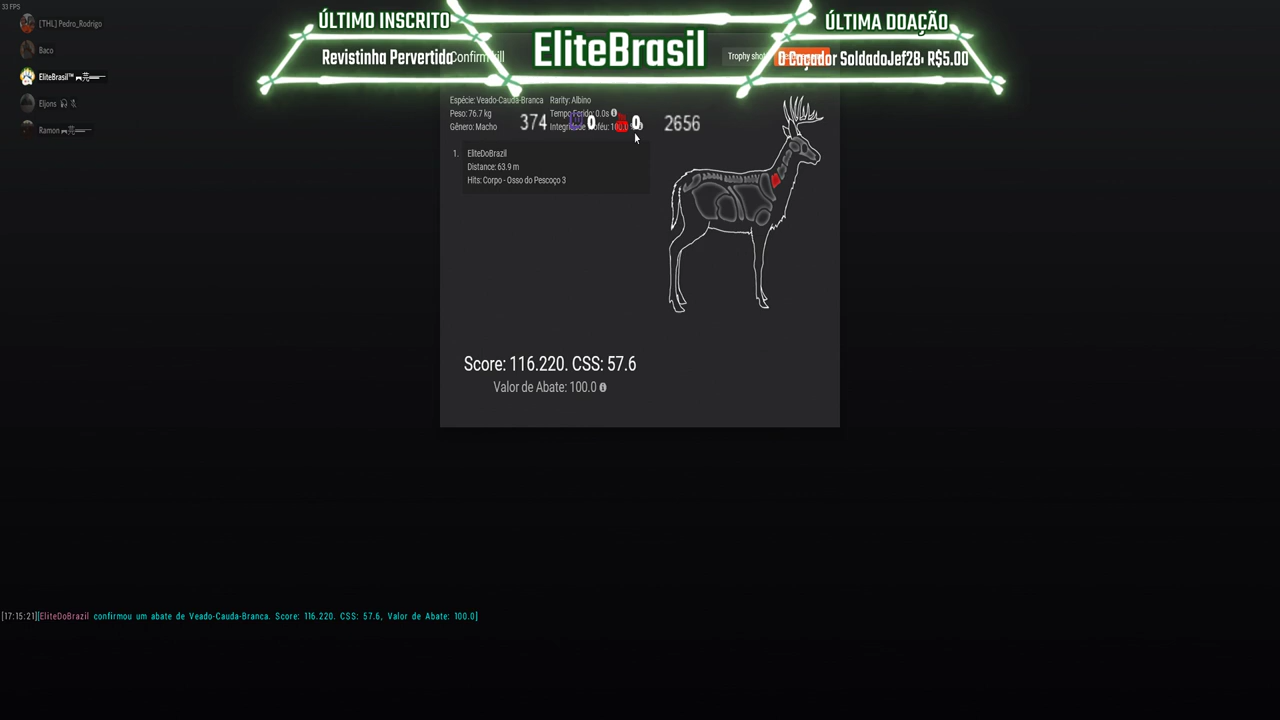 33 FPS
[THL] Pedro_Rodrigo
Baco
EliteBrasil™
Eljons
Ramon
ÚLTIMO INSCRITO
Revistinha Pervertida
EliteBrasil
ÚLTIMA DOAÇÃO
O Caçador SoldadoJef28: R$5.00
Confirm kill
Trophy shot
Espécie: Veado-Cauda-Branca
Rarity: Albino
Peso: 76.7 kg
Tempo Ferido: 0.0s
Gênero: Macho
374
0
0
2656
1.
EliteDoBrazil
Distance: 63.9 m
Hits: Corpo - Osso do Pescoço 3
Score: 116.220. CSS: 57.6
Valor de Abate: 100.0
[17:15:21][EliteDoBrazil confirmou um abate de Veado-Cauda-Branca. Score: 116.220. CSS: 57.6, Valor de Abate: 100.0]